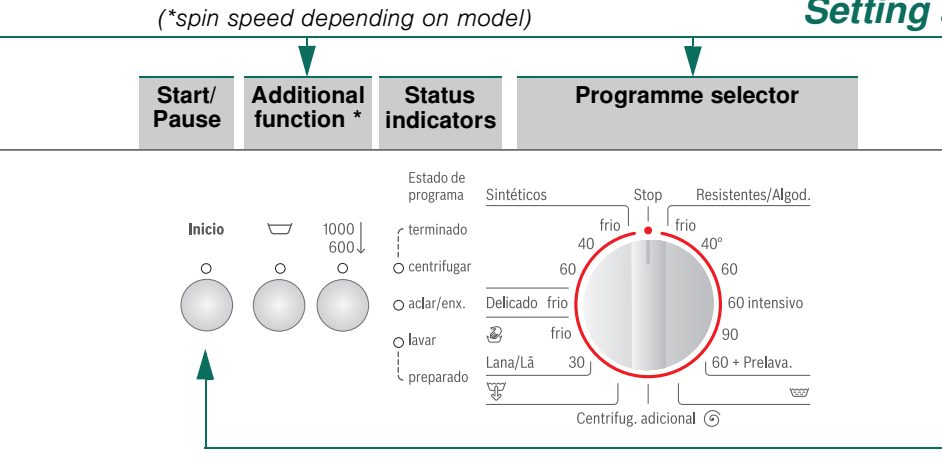 (*spin speed depending on model)
Setting
Start/
Pause
Additional
function *
Status
indicators
Programme selector
Estado de
programa
Sintéticos
Stop
Resistentes/Algod.
Inicio
1000
600↓
terminado
centrifugar
aclar/enx.
lavar
preparado
frio
40
60
Delicado frio
frio
Lana/Lã 30
frio
40°
60
60 intensivo
90
60 + Prelava.
Centrifug. adicional